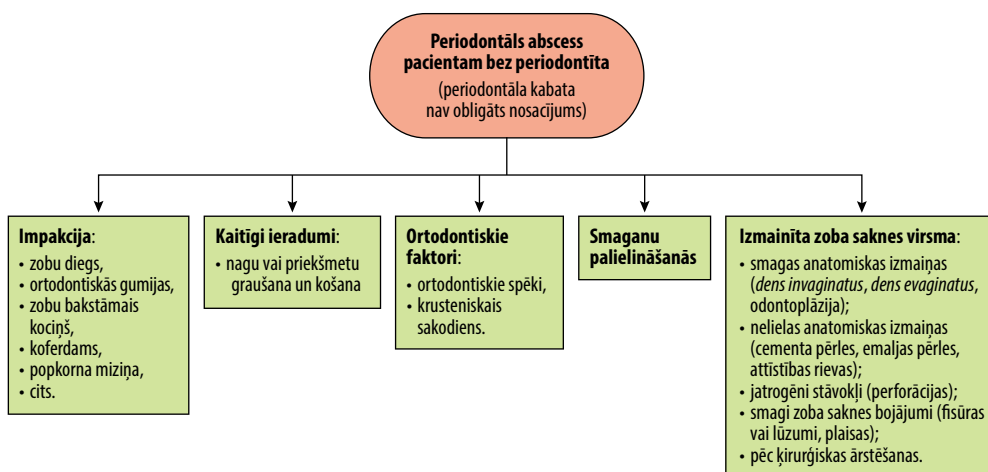 Periodontāls abscess
pacientam bez periodontīta
(periodontāla kabata
nav obligāts nosacījums)
Impakcija:
• zobu diegs,
• ortodontiskās gumijas,
• zobu bakstāmais
kociņš,
• koferdams,
• popkorna miziņa,
• cits.
Kaitīgi ieradumi:
• nagu vai priekšmetu
graušana un košana
Ortodontiskie
faktori:
• ortodontiskie spēki,
• krusteniskais
sakodiens.
Smaganu
palielināšanās
Izmainīta zoba saknes virsma:
• smagas anatomiskas izmaiņas
(dens invaginatus, dens evaginatus,
odontoplāzija);
• nelielas anatomiskas izmaiņas
(cementa pērles, emaljas pērles,
attīstības rievas);
• jatrogēni stāvokļi (perforācijas);
• smagi zoba saknes bojājumi (fisūras
vai lūzumi, plaisas);
• pēc ķirurģiskas ārstēšanas.